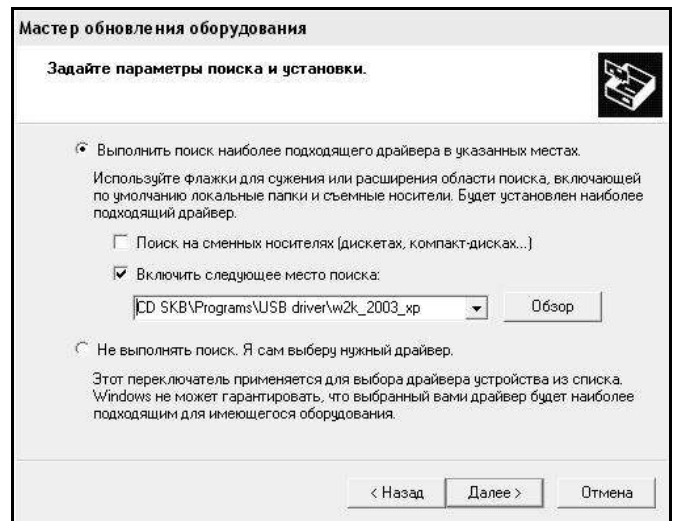 Мастер обновления оборудования
Задайте параметры поиска и установки.
Выполнить поиск наиболее подходящего драйвера в указанных местах.
Используйте флажки для сужения или расширения области поиска, включающей
по умолчанию локальные папки и съемные носители. Будет установлен наиболее
подходящий драйвер.
Поиск на сменных носителях (дискетах, компакт-дисках...)
Включить следующее место поиска:
CD SKB\Programs\USB driver\w2k_2003_xp
Обзор
Не выполнять поиск. Я сам выберу нужный драйвер.
Этот переключатель применяется для выбора драйвера устройства из списка.
Windows не может гарантировать, что выбранный вами драйвер будет наиболее
подходящим для имеющегося оборудования.
< Назад Далее > Отмена